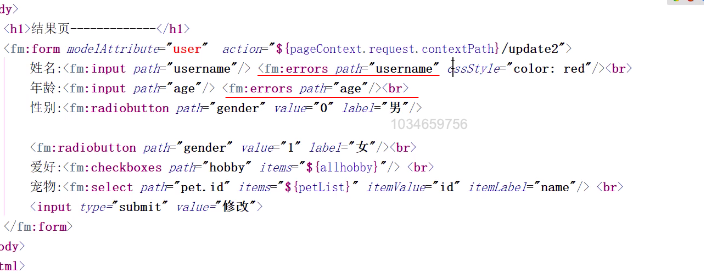 ody>
<h1>结果页-------------</h1>
<fm:form modelAttribute="user" action="${pageContext.request.contextPath}/update2">
姓名:<fm:input path="username"/> <fm:errors path="username" cssStyle="color: red"/><br>
年龄:<fm:input path="age"/> <fm:errors path="age"/><br>
性别:<fm:radiobutton path="gender" value="0" label="男"/>
1034659756
<fm:radiobutton path="gender" value="1" label="女"/><br>
爱好:<fm:checkboxes path="hobby" items="${allhobby}"/> <br>
宠物:<fm:select path="pet.id" items="${petList}" itemValue="id" itemLabel="name"/> <br>
<input type="submit" value="修改">
</fm:form>
ody>
tml>